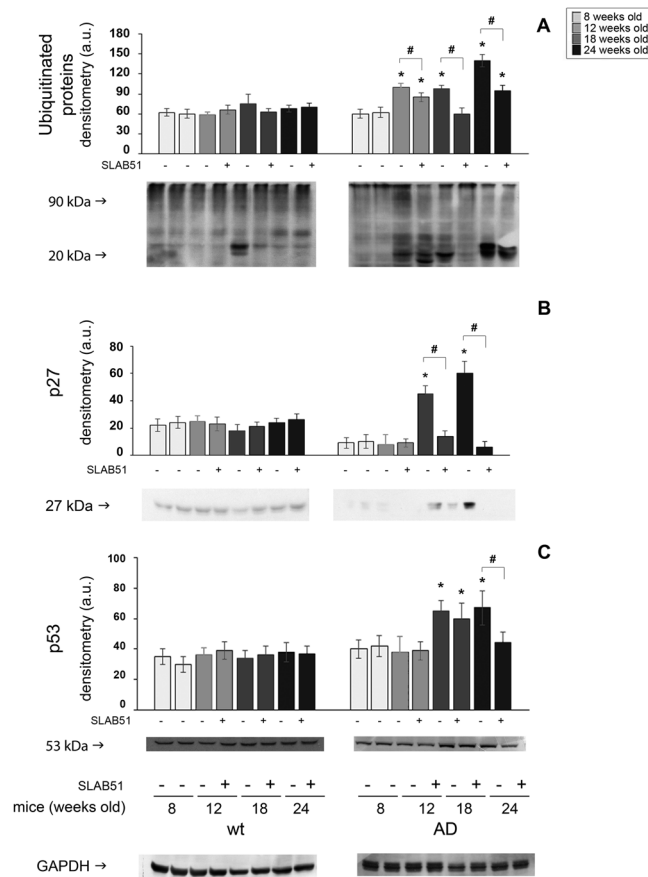 8 weeks old
12 weeks old
18 weeks old
24 weeks old
A
Ubiquitinated proteins
densitometry (a.u.)
180
150
120
90
60
30
0
* # * * # * # *
SLAB51 - - - + - + - + - - - + - + - +
90 kDa →
20 kDa →
B
p27
densitometry (a.u.)
80
60
40
20
0
* # * #
SLAB51 - - - + - + - + - - - + - + - +
27 kDa →
C
p53
densitometry (a.u.)
100
80
60
40
20
0
* * * #
SLAB51 - - - + - + - + - - - + - + - +
53 kDa →
SLAB51 - - - + - + - + - - - + - + - +
mice (weeks old) 8 12 18 24 8 12 18 24
wt AD
GAPDH →